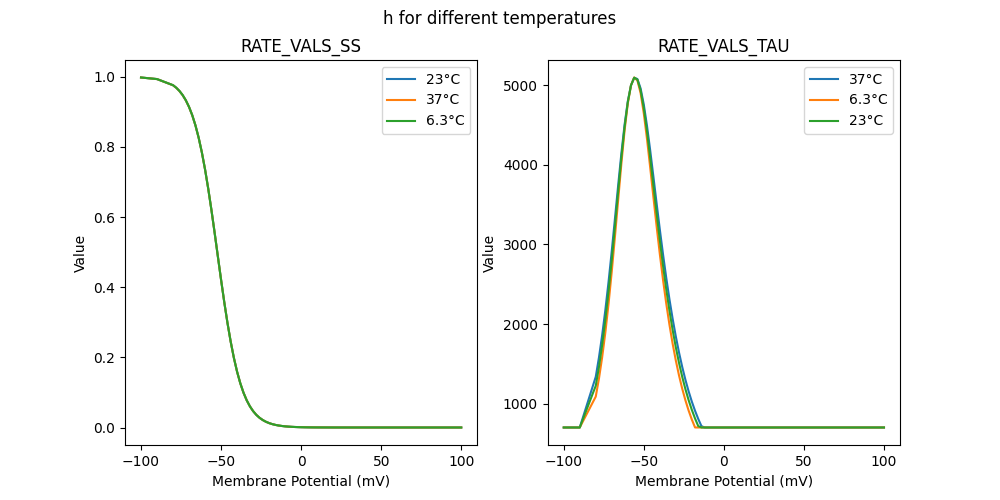 h for different temperatures
RATE_VALS_SS
1.0
0.8
0.6
0.4
0.2
0.0
Value
−100
−50
0
50
100
Membrane Potential (mV)
23°C
37°C
6.3°C
RATE_VALS_TAU
5000
4000
3000
2000
1000
Value
−100
−50
0
50
100
Membrane Potential (mV)
37°C
6.3°C
23°C